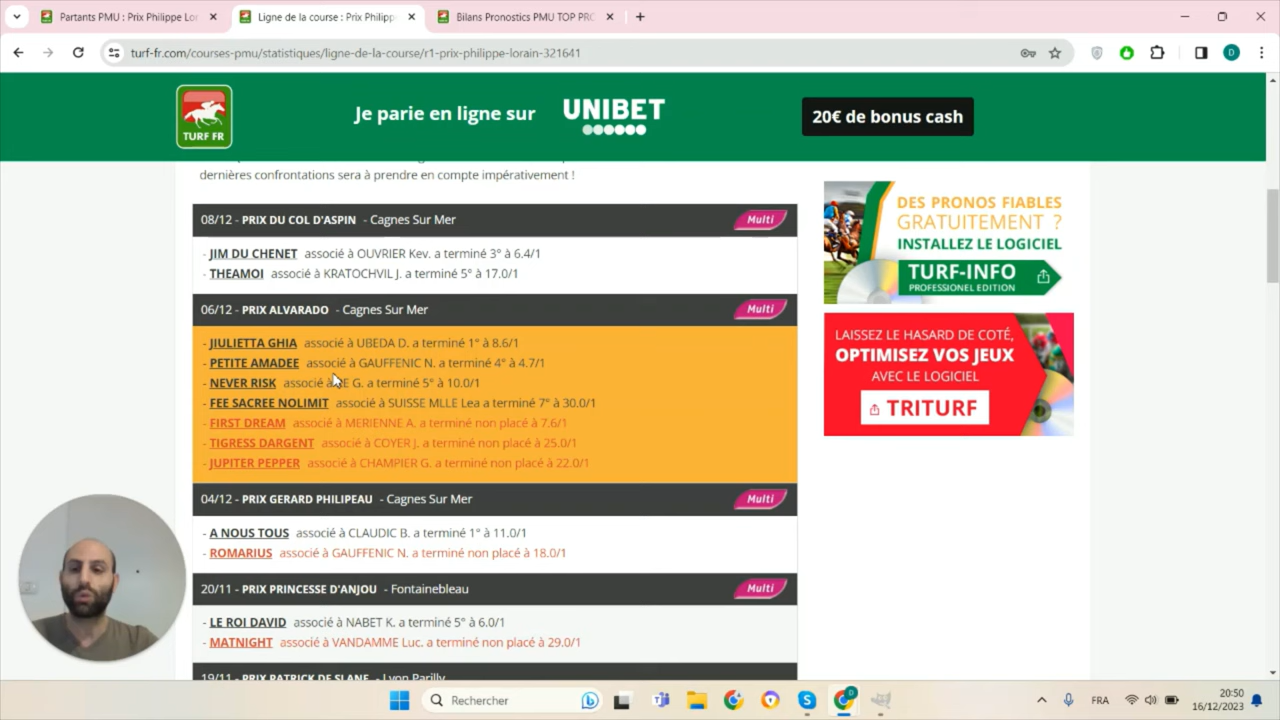 Partants PMU : Prix Philippe Lor
Ligne de la course : Prix Philipp
Bilans Pronostics PMU TOP PRO
turf-fr.com/courses-pmu/statistiques/ligne-de-la-course/r1-prix-philippe-lorain-321641
D
TURF FR
Je parie en ligne sur
UNIBET
20€ de bonus cash
dernières confrontations sera à prendre en compte impérativement !
08/12 - PRIX DU COL D'ASPIN - Cagnes Sur Mer
Multi
- JIM DU CHENET associé à OUVRIER Kev. a terminé 3° à 6.4/1
- THEAMOI associé à KRATOCHVIL J. a terminé 5° à 17.0/1
06/12 - PRIX ALVARADO - Cagnes Sur Mer
Multi
- JIULIETTA GHIA associé à UBEDA D. a terminé 1° à 8.6/1
- PETITE AMADEE associé à GAUFFENIC N. a terminé 4° à 4.7/1
- NEVER RISK associé à RE G. a terminé 5° à 10.0/1
- FEE SACREE NOLIMIT associé à SUISSE MLLE Lea a terminé 7° à 30.0/1
- FIRST DREAM associé à MERIENNE A. a terminé non placé à 7.6/1
- TIGRESS DARGENT associé à COYER J. a terminé non placé à 25.0/1
- JUPITER PEPPER associé à CHAMPIER G. a terminé non placé à 22.0/1
04/12 - PRIX GERARD PHILIPEAU - Cagnes Sur Mer
Multi
- A NOUS TOUS associé à CLAUDIC B. a terminé 1° à 11.0/1
- ROMARIUS associé à GAUFFENIC N. a terminé non placé à 18.0/1
20/11 - PRIX PRINCESSE D'ANJOU - Fontainebleau
Multi
- LE ROI DAVID associé à NABET K. a terminé 5° à 6.0/1
- MATNIGHT associé à VANDAMME Luc. a terminé non placé à 29.0/1
19/11 - PRIX PATRICK DE SLANE - Lyon Parilly
DES PRONOS FIABLES
GRATUITEMENT ?
INSTALLEZ LE LOGICIEL
TURF-INFO
PROFESIONEL EDITION
LAISSEZ LE HASARD DE COTÉ,
OPTIMISEZ VOS JEUX
AVEC LE LOGICIEL
TRITURF
Rechercher
FRA
20:50
16/12/2023